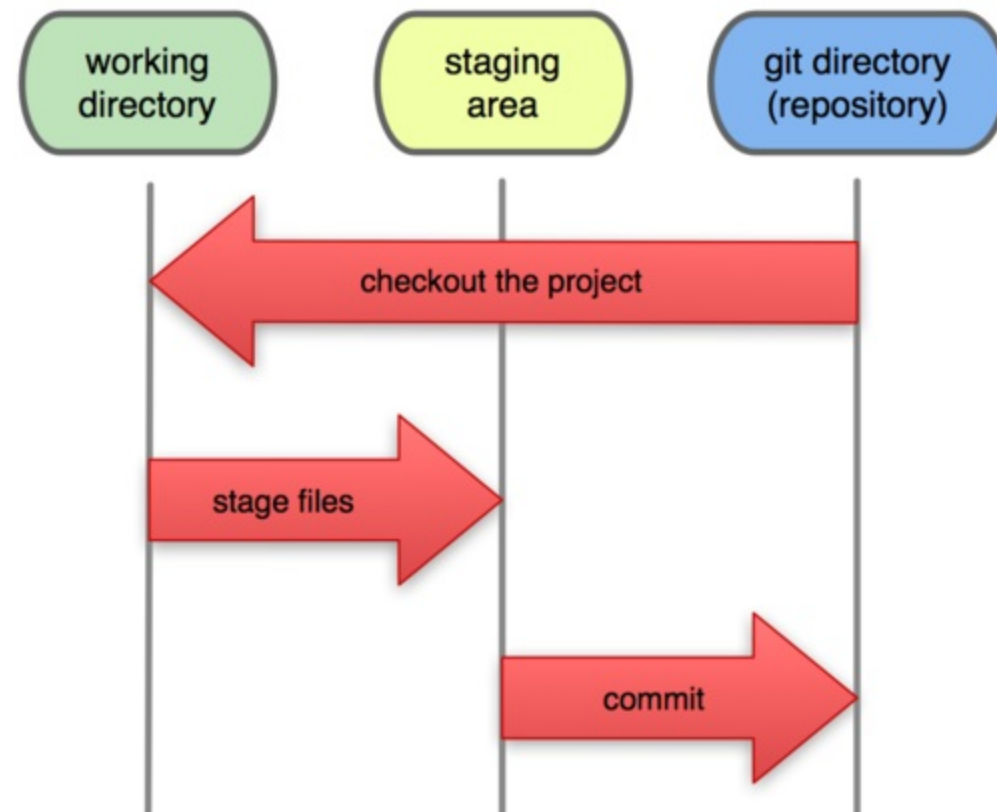 working
directory
staging
area
git directory
(repository)
checkout the project
stage files
commit